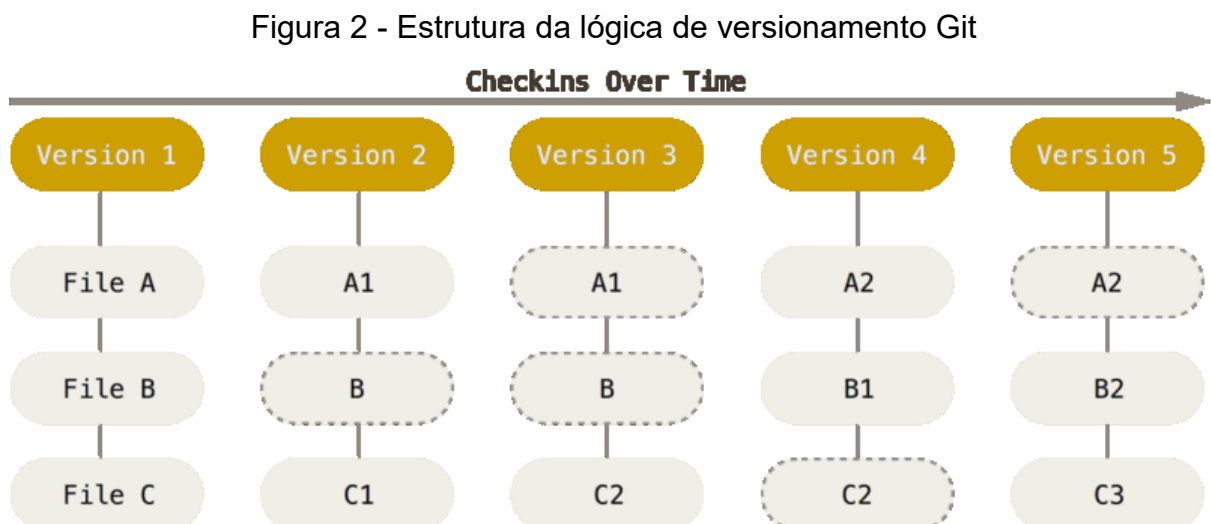 Figura 2 - Estrutura da lógica de versionamento Git
Checkins Over Time
Version 1 Version 2 Version 3 Version 4 Version 5
File A A1 A1 A2 A2
File B B B B1 B2
File C C1 C2 C2 C3